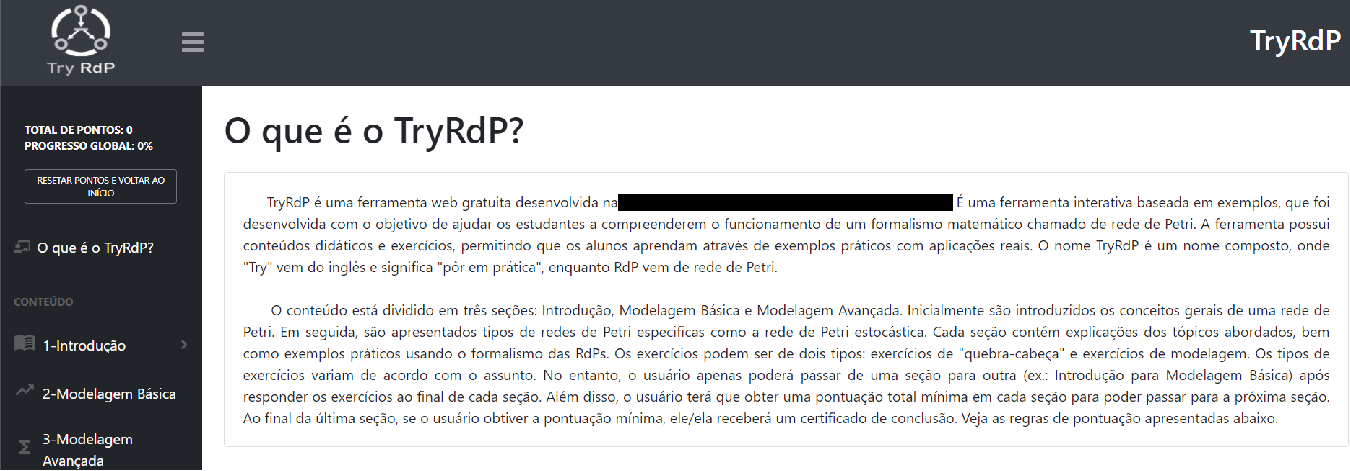 Try RdP
TryRdP
TOTAL DE PONTOS: 0
PROGRESSO GLOBAL: 0%
RESETAR PONTOS E VOLTAR AO
INÍCIO
O que é o TryRdP?
CONTEÚDO
1-Introdução
2-Modelagem Básica
3-Modelagem
Avançada
O que é o TryRdP?
TryRdP é uma ferramenta web gratuita desenvolvida na É uma ferramenta interativa baseada em exemplos, que foi
desenvolvida com o objetivo de ajudar os estudantes a compreenderem o funcionamento de um formalismo matemático chamado de rede de Petri. A ferramenta possui
conteúdos didáticos e exercícios, permitindo que os alunos aprendam através de exemplos práticos com aplicações reais. O nome TryRdP é um nome composto, onde
"Try" vem do inglês e significa "pôr em prática", enquanto RdP vem de rede de Petri.
O conteúdo está dividido em três seções: Introdução, Modelagem Básica e Modelagem Avançada. Inicialmente são introduzidos os conceitos gerais de uma rede de
Petri. Em seguida, são apresentados tipos de redes de Petri especificas como a rede de Petri estocástica. Cada seção contém explicações dos tópicos abordados, bem
como exemplos práticos usando o formalismo das RdPs. Os exercícios podem ser de dois tipos: exercícios de "quebra-cabeça" e exercícios de modelagem. Os tipos de
exercícios variam de acordo com o assunto. No entanto, o usuário apenas poderá passar de uma seção para outra (ex.: Introdução para Modelagem Básica) após
responder os exercícios ao final de cada seção. Além disso, o usuário terá que obter uma pontuação total mínima em cada seção para poder passar para a próxima seção.
Ao final da última seção, se o usuário obtiver a pontuação mínima, ele/ela receberá um certificado de conclusão. Veja as regras de pontuação apresentadas abaixo.